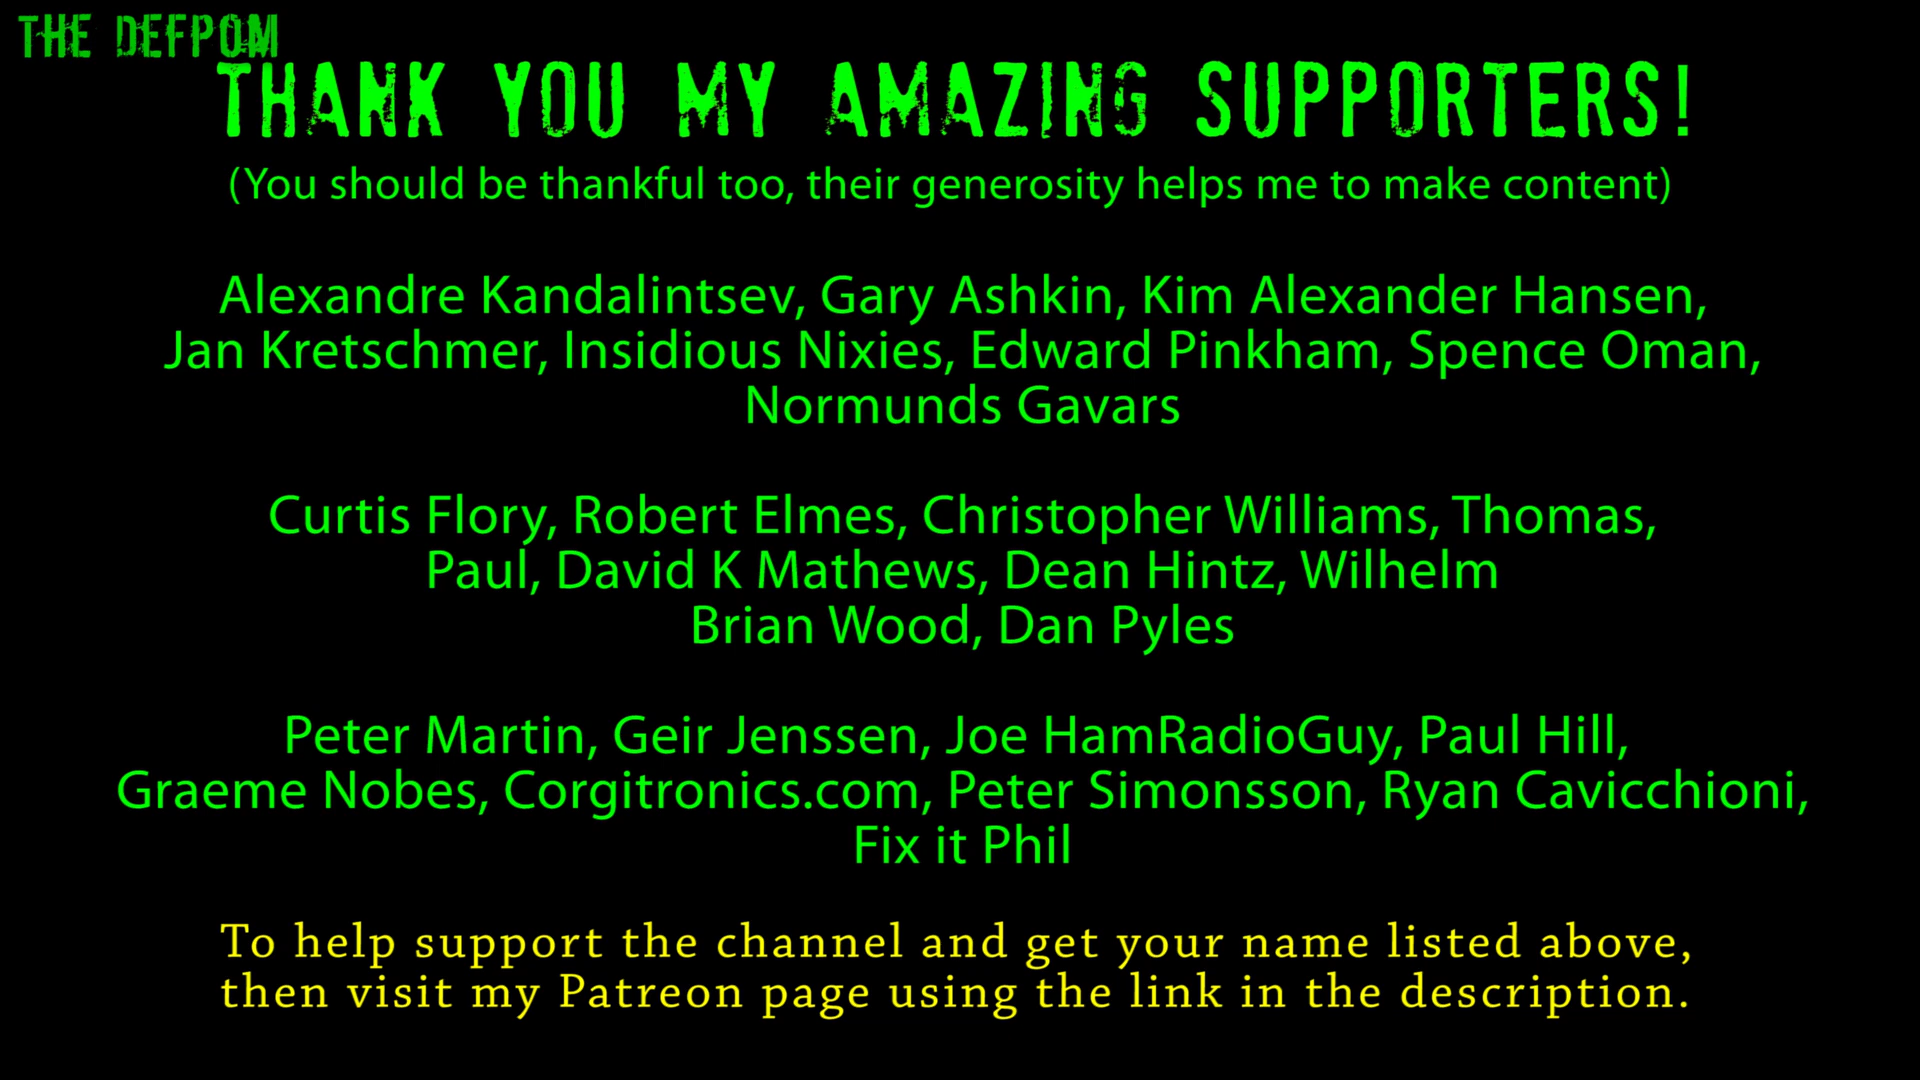 THE DEFPOM
THANK YOU MY AMAZING SUPPORTERS!
(You should be thankful too, their generosity helps me to make content)
Alexandre Kandalintsev, Gary Ashkin, Kim Alexander Hansen,
Jan Kretschmer, Insidious Nixies, Edward Pinkham, Spence Oman,
Normunds Gavars
Curtis Flory, Robert Elmes, Christopher Williams, Thomas,
Paul, David K Mathews, Dean Hintz, Wilhelm
Brian Wood, Dan Pyles
Peter Martin, Geir Jenssen, Joe HamRadioGuy, Paul Hill,
Graeme Nobes, Corgitronics.com, Peter Simonsson, Ryan Cavicchioni,
Fix it Phil
To help support the channel and get your name listed above,
then visit my Patreon page using the link in the description.